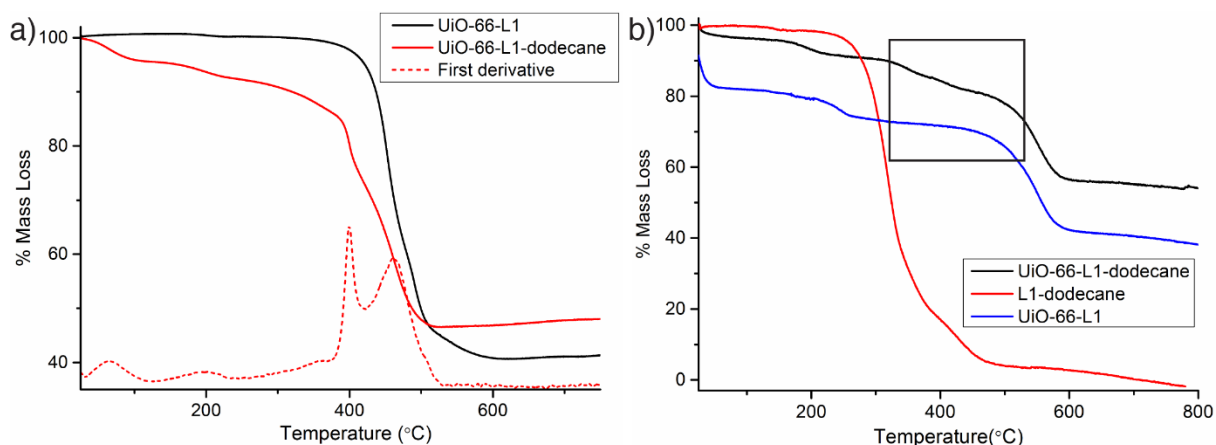 a)
UiO-66-L1
UiO-66-L1-dodecane
First derivative
100
80
60
40
% Mass Loss
200 400 600
Temperature (°C)
b)
100
80
60
40
20
0
% Mass Loss
UiO-66-L1-dodecane
L1-dodecane
UiO-66-L1
200 400 600 800
Temperature(°C)